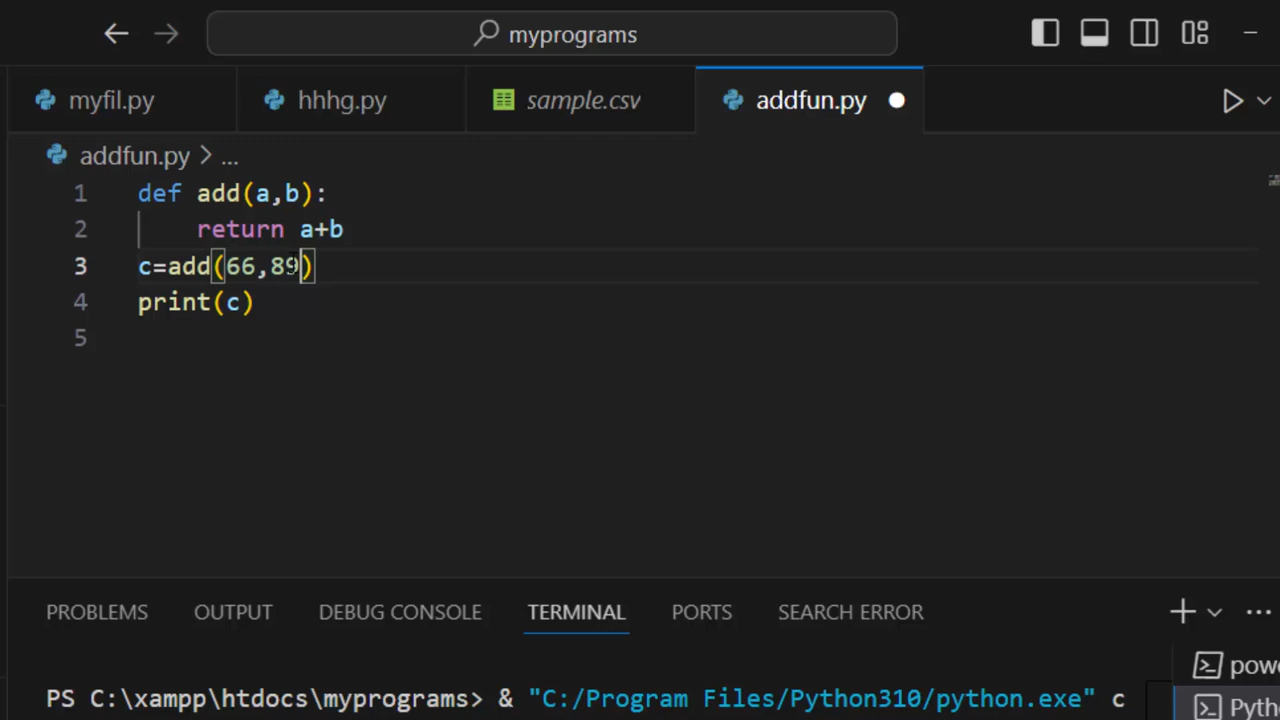 myprograms
myfil.py hhhg.py sample.csv addfun.py
addfun.py > ...
1 def add(a,b):
2 return a+b
3 c=add(66,89)
4 print(c)
5
PROBLEMS OUTPUT DEBUG CONSOLE TERMINAL PORTS SEARCH ERROR
pow
PS C:\xampp\htdocs\myprograms> & "C:/Program Files/Python310/python.exe" c
Pytho